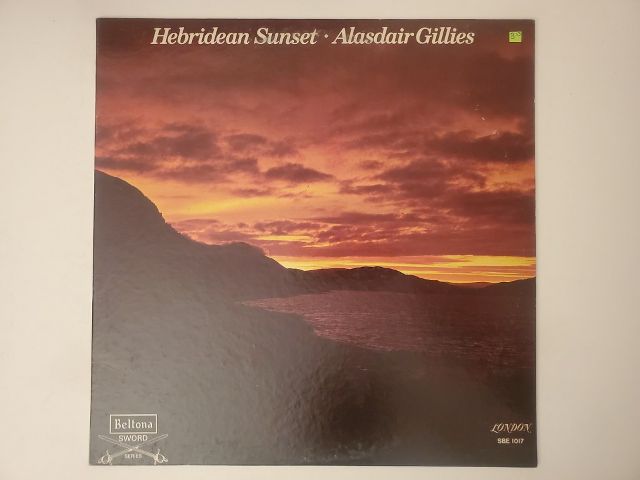 Hebridean Sunset · Alasdair Gillies
Beltona
SWORD
SERIES
LONDON
SBE 1017